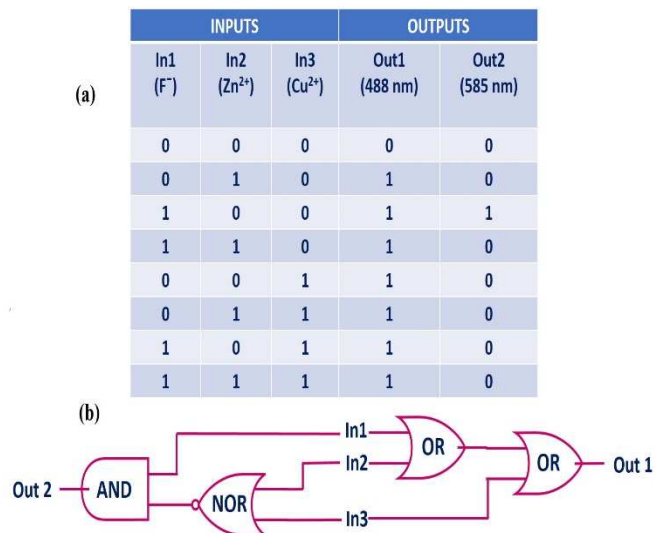 INPUTS OUTPUTS
In1 In2 In3 Out1 Out2
(a) (F⁻) (Zn²⁺) (Cu²⁺) (488 nm) (585 nm)
0 0 0 0 0
0 1 0 1 0
1 0 0 1 1
1 1 0 1 0
0 0 1 1 0
0 1 1 1 0
1 0 1 1 0
1 1 1 1 0
(b)
In1
OR
In2
OR
Out 1
Out 2
AND
NOR
In3